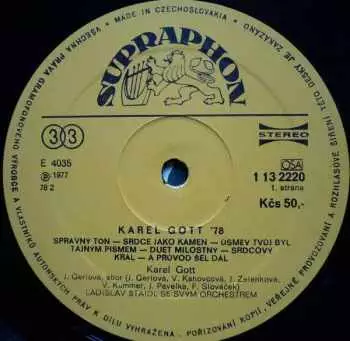 • MADE IN CZECHOSLOVAKIA •
VŠECHNA PRÁVA GRAMOFONOVÉHO VÝROBCE A VLASTNÍKŮ AUTORSKÝCH PRÁV K DÍLU VYHRAŽENA. POŘIZOVÁNÍ KOPIÍ, VEŘEJNÉ PROVOZOVÁNÍ A ROZHLASOVÉ ŠÍŘENÍ TÉTO DESKY JE ZAKÁZÁNO
SUPRAPHON
33
STEREO
E 4035
℗ 1977
78 2
OSA
1 13 2220
1. strana
Kčs 50,-
KAREL GOTT '78
SPRÁVNÝ TÓN – SRDCE JAKO KÁMEN – ÚSMĚV TVŮJ BYL
TAJNÝM PÍSMEM – DUET MILOSTNÝ – SRDCOVÝ
KRÁL – A PRŮVOD ŠEL DÁL
Karel Gott
(J. Gerlová, sbor (J. Gerlová, V. Kahovcová, J. Zelenková,
V. Kummer, J. Pavelka, F. Slováček)
LADISLAV ŠTAIDL SE SVÝM ORCHESTREM